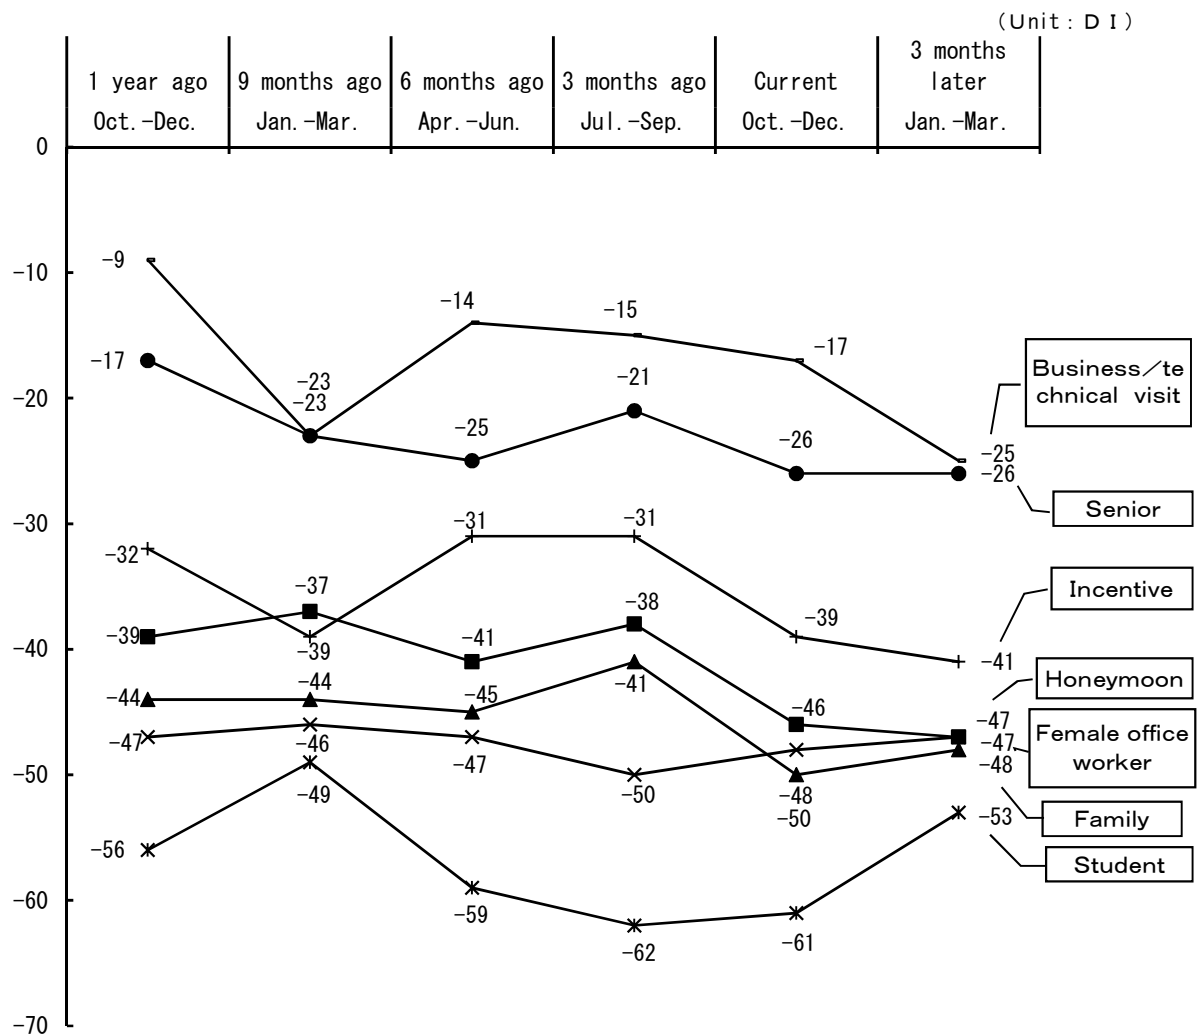 (Unit : D I)
1 year ago
Oct.-Dec.
9 months ago
Jan.-Mar.
6 months ago
Apr.-Jun.
3 months ago
Jul.-Sep.
Current
Oct.-Dec.
3 months
later
Jan.-Mar.
0
-10
-20
-30
-40
-50
-60
-70
-9
-23
-14
-15
-17
-25
-17
-23
-25
-21
-26
-26
-32
-39
-31
-31
-39
-41
-39
-37
-41
-38
-46
-47
-44
-44
-45
-41
-50
-48
-47
-46
-47
-50
-48
-47
-56
-49
-59
-62
-61
-53
Business/te
chnical visit
Senior
Incentive
Honeymoon
Female office
worker
Family
Student